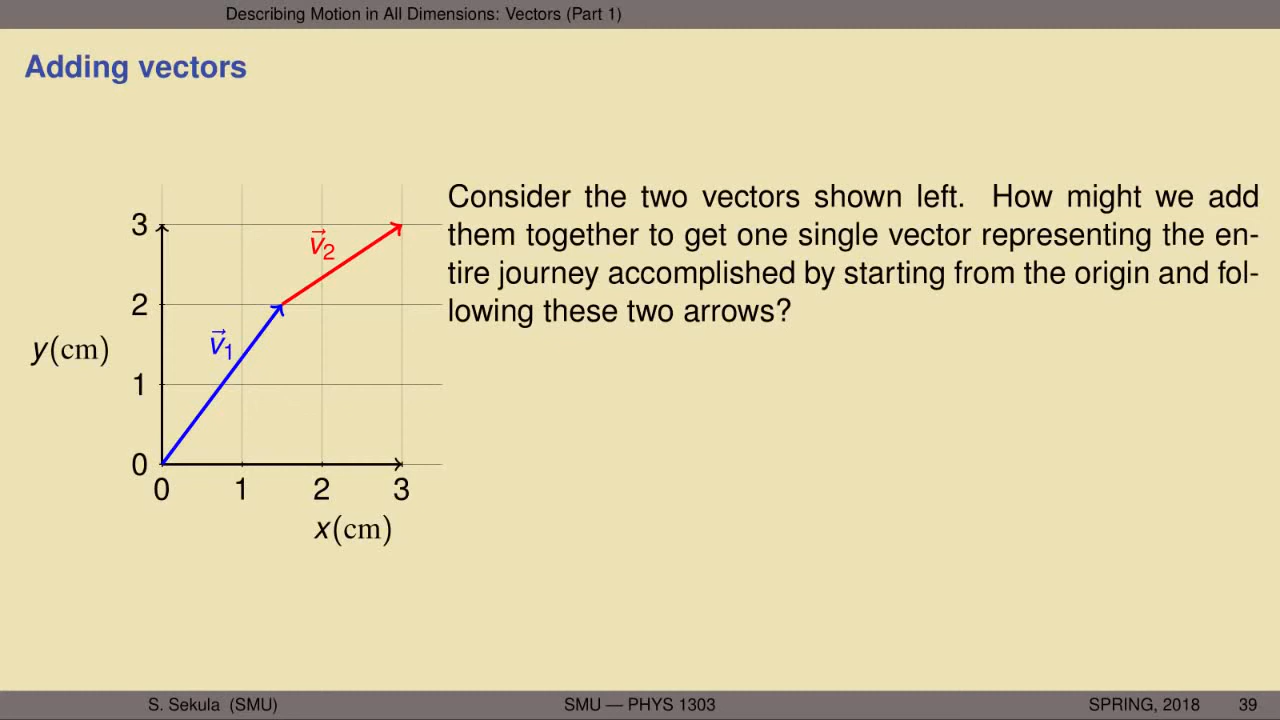 Describing Motion in All Dimensions: Vectors (Part 1)
Adding vectors
Consider the two vectors shown left. How might we add
them together to get one single vector representing the en-
tire journey accomplished by starting from the origin and fol-
lowing these two arrows?
3
2
1
0
y(cm)
v⃗2
v⃗1
0 1 2 3
x(cm)
S. Sekula (SMU) SMU — PHYS 1303 SPRING, 2018 39